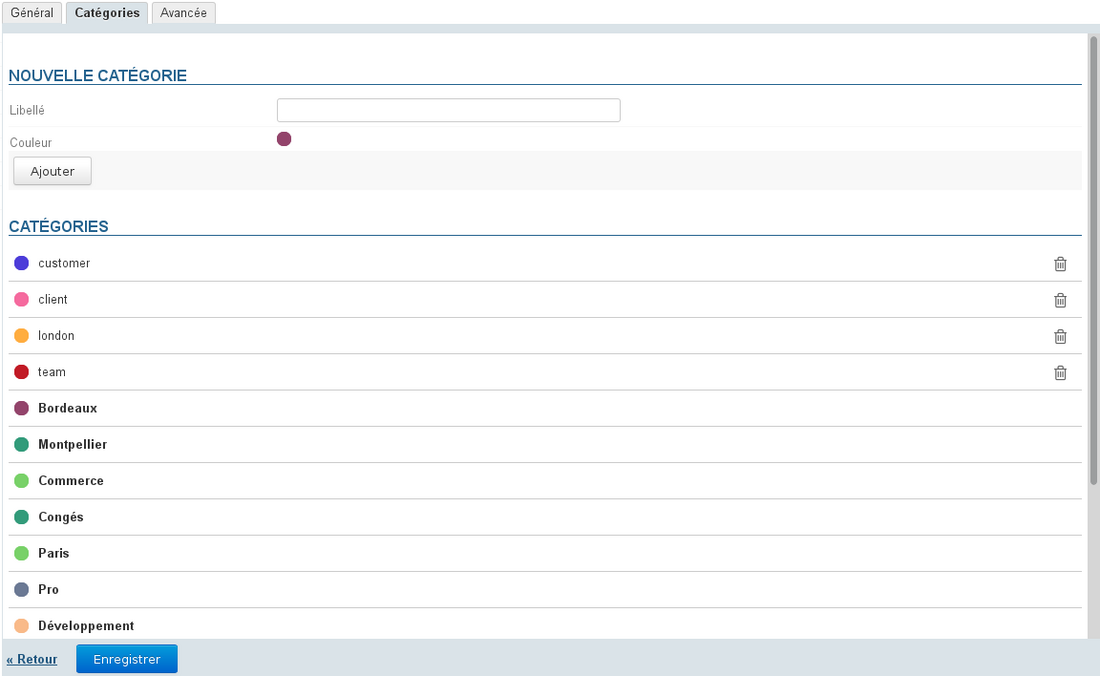 Général Catégories Avancée
NOUVELLE CATÉGORIE
Libellé
Couleur
Ajouter
CATÉGORIES
customer
client
london
team
Bordeaux
Montpellier
Commerce
Congés
Paris
Pro
Développement
« Retour Enregistrer